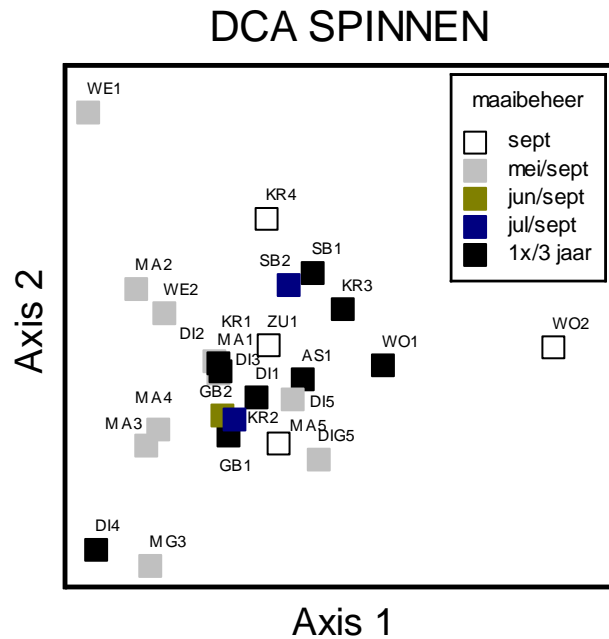 DCA SPINNEN
WE1
maaibeheer
sept
mei/sept
jun/sept
jul/sept
1x/3 jaar
KR4
SB1
SB2
MA2
WE2
KR3
KR1
ZU1
DI2
MA1
WO1
WO2
DI3
AS1
DI1
GB2
DI5
MA4
KR2
MA5
MA3
DIG5
GB1
DI4
MG3
Axis 2
Axis 1